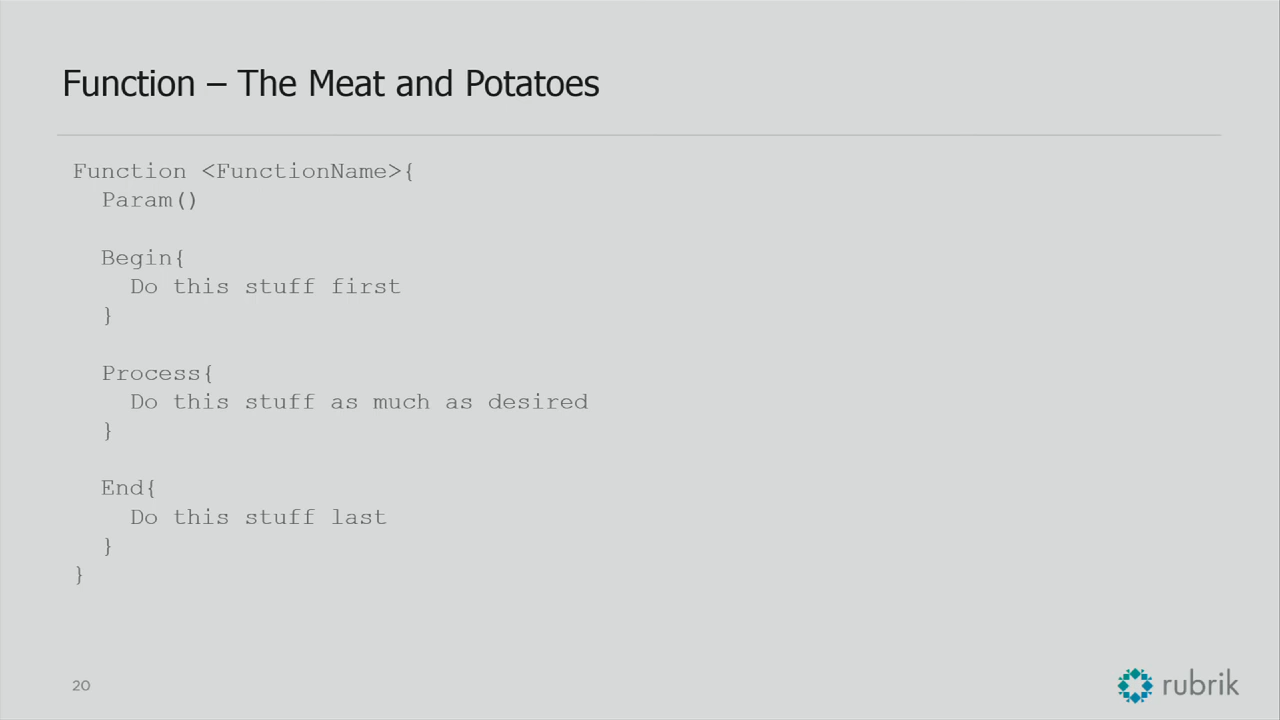 Function – The Meat and Potatoes
Function <FunctionName>{
Param()
Begin{
Do this stuff first
}
Process{
Do this stuff as much as desired
}
End{
Do this stuff last
}
}
20
rubrik